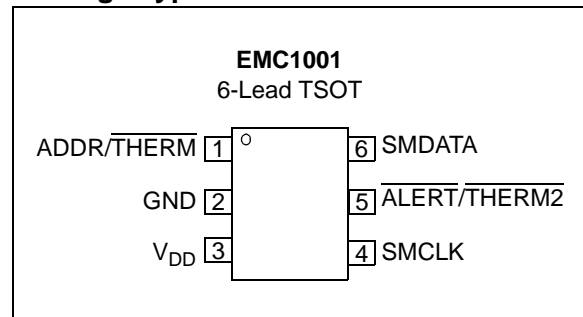 EMC1001
6-Lead TSOT
ADDR/THERM 1 6 SMDATA
GND 2 5 ALERT/THERM2
VDD 3 4 SMCLK